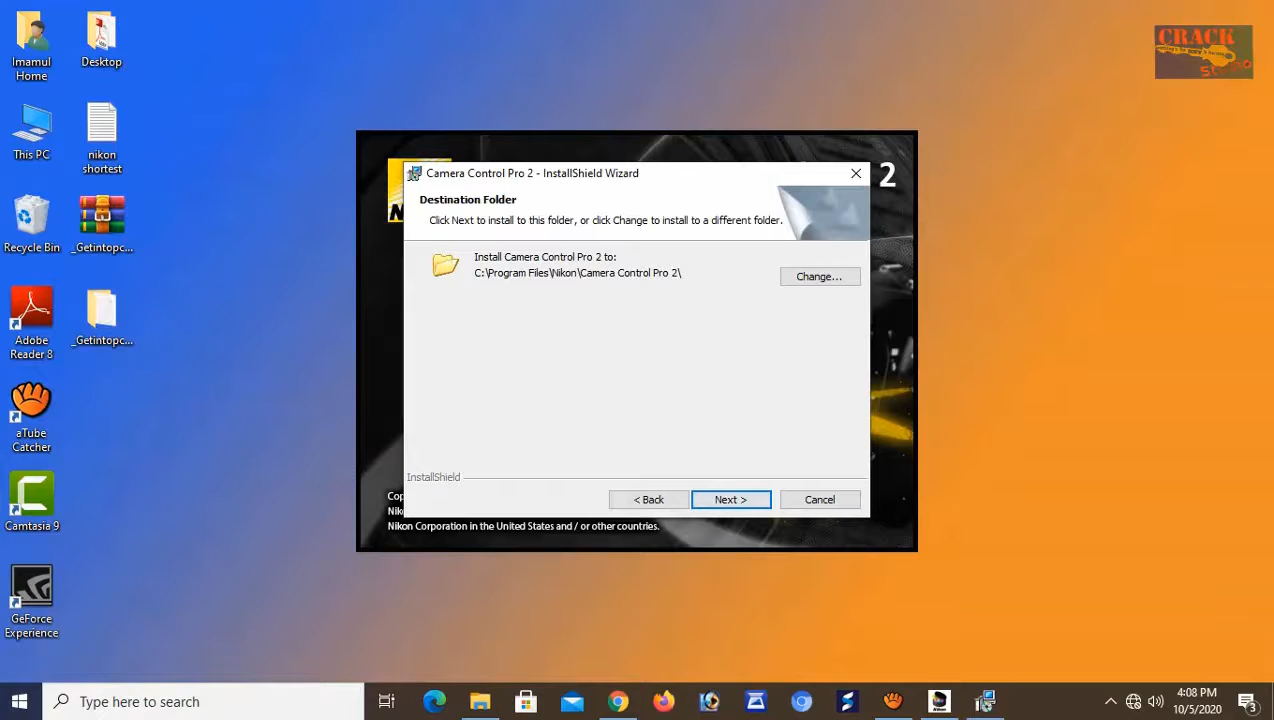 Imamul
Home
Desktop
This PC
nikon
shortest
Recycle Bin
_Getintopc...
Adobe
Reader 8
_Getintopc...
aTube
Catcher
Camtasia 9
GeForce
Experience
CRACK
2
Camera Control Pro 2 - InstallShield Wizard
Destination Folder
Click Next to install to this folder, or click Change to install to a different folder.
Install Camera Control Pro 2 to:
C:\Program Files\Nikon\Camera Control Pro 2\
Change...
InstallShield
< Back
Next >
Cancel
Cop
Nik
Nikon Corporation in the United States and / or other countries.
Type here to search
4:08 PM
10/5/2020
3